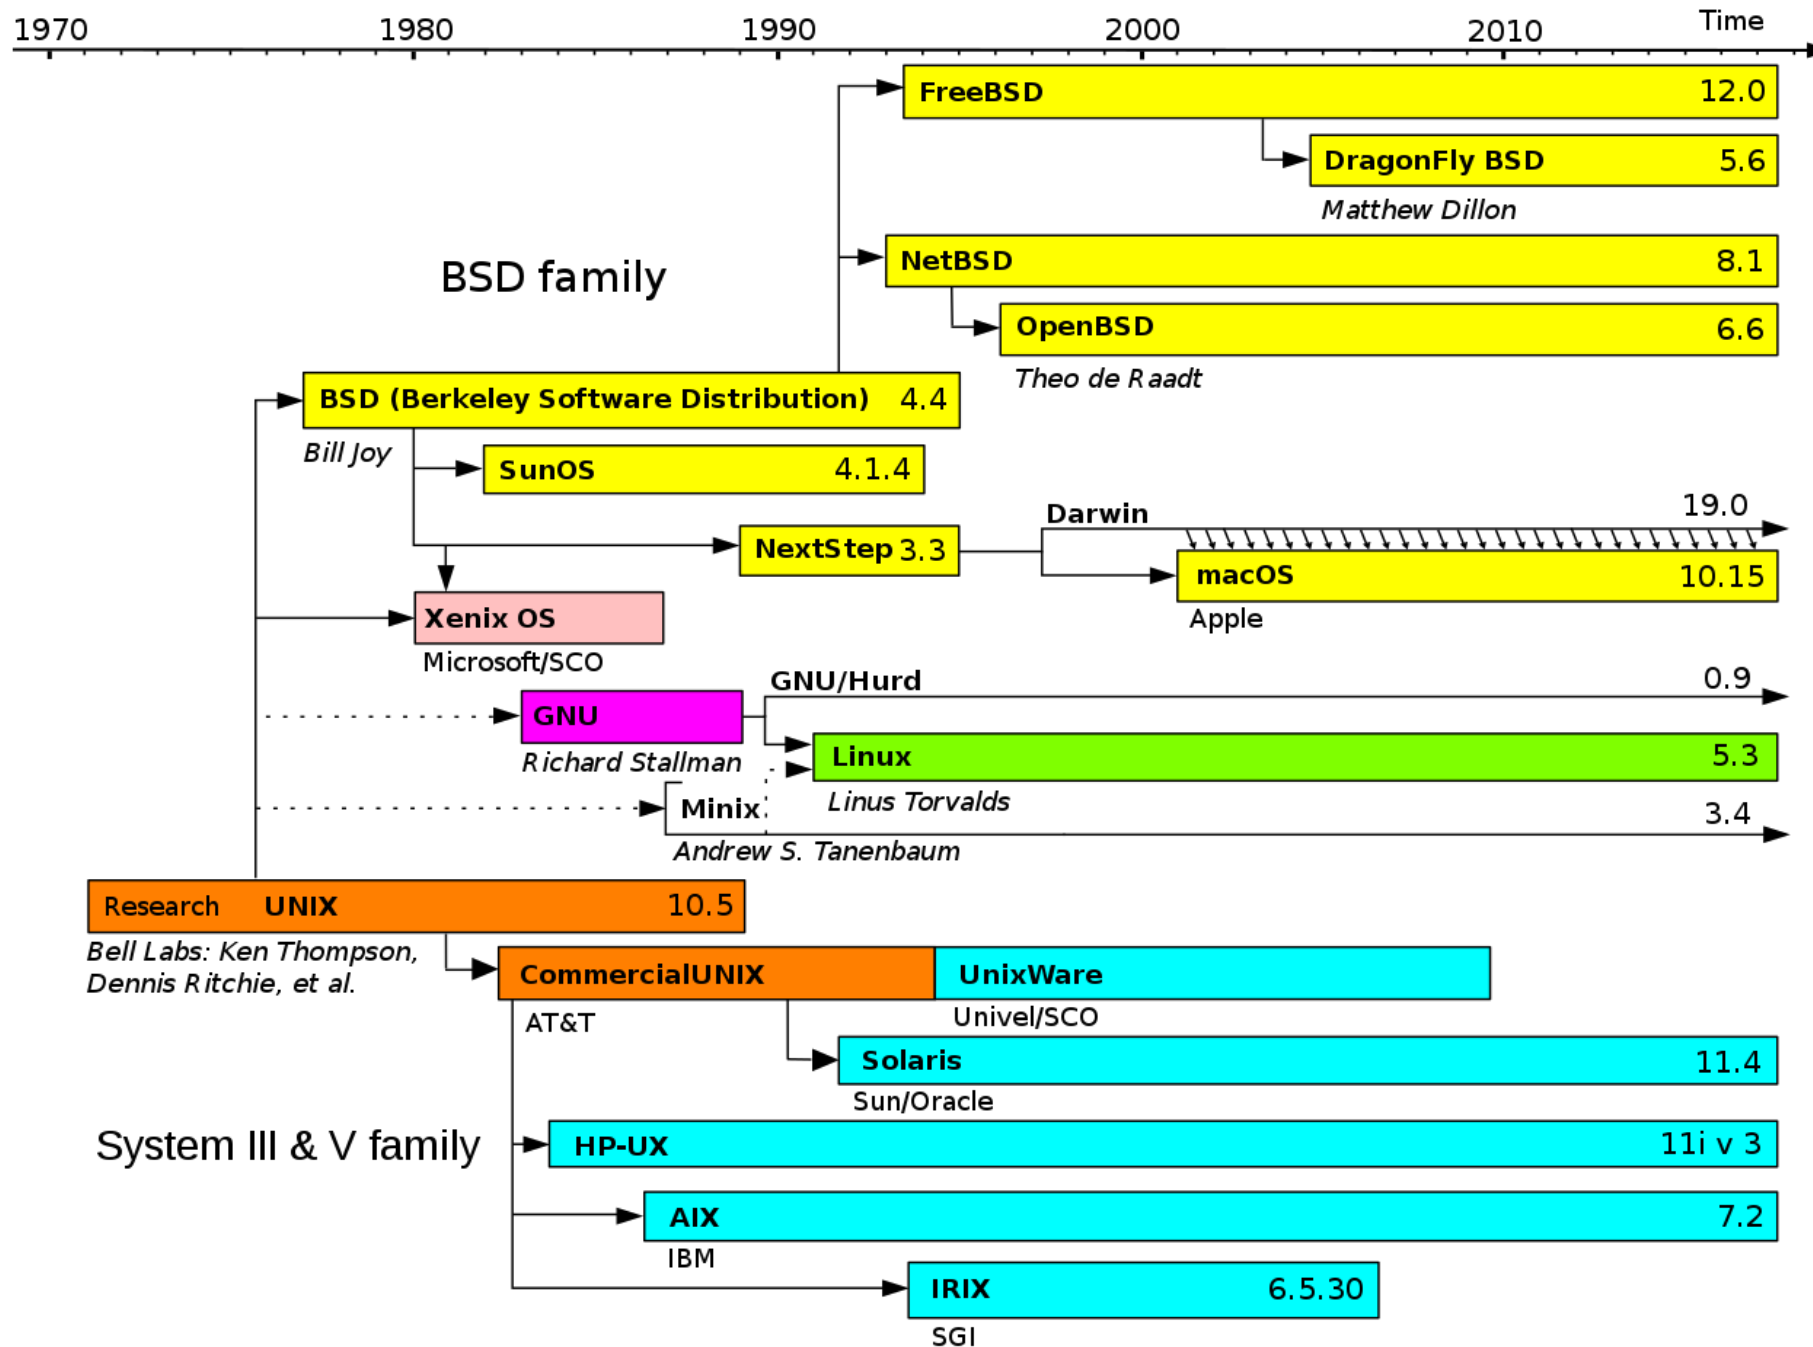 1970 1980 1990 2000 2010 Time
FreeBSD 12.0
DragonFly BSD 5.6
Matthew Dillon
BSD family
NetBSD 8.1
OpenBSD 6.6
Theo de Raadt
BSD (Berkeley Software Distribution) 4.4
Bill Joy
SunOS 4.1.4
Darwin 19.0
NextStep 3.3
macOS 10.15
Apple
Xenix OS
Microsoft/SCO
GNU/Hurd 0.9
GNU
Richard Stallman
Linux 5.3
Linus Torvalds
Minix 3.4
Andrew S. Tanenbaum
Research UNIX 10.5
Bell Labs: Ken Thompson,
Dennis Ritchie, et al.
CommercialUNIX UnixWare
AT&T Univel/SCO
Solaris 11.4
Sun/Oracle
System III & V family
HP-UX 11i v 3
AIX 7.2
IBM
IRIX 6.5.30
SGI